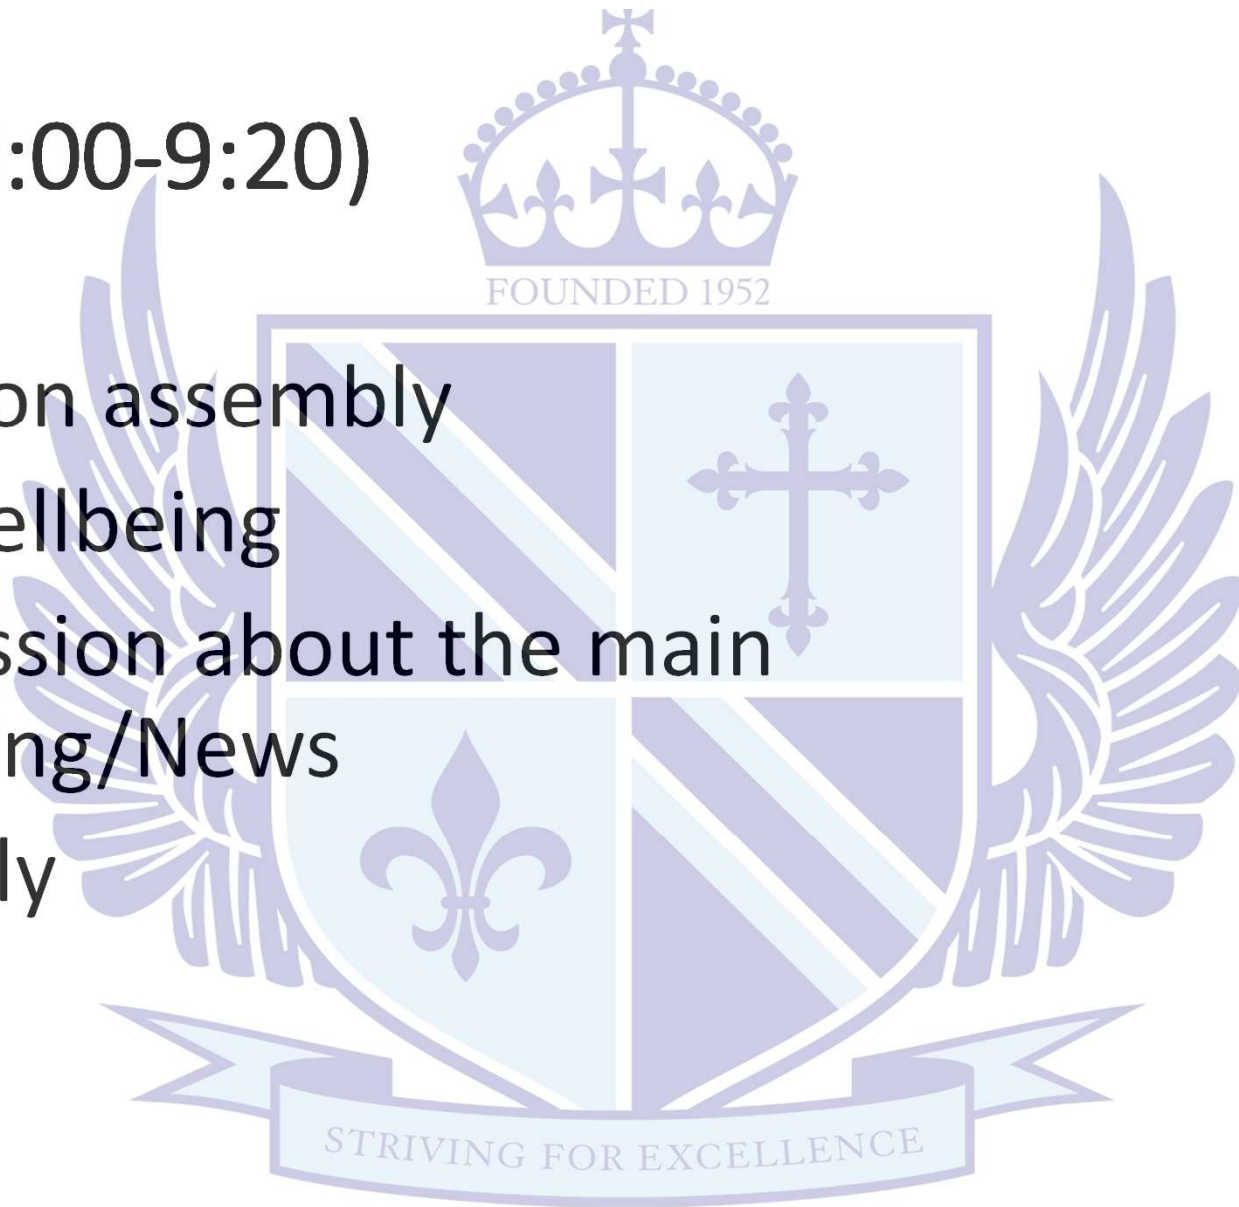 :00-9:20)
FOUNDED 1952
on assembly
ellbeing
ssion about the main
ng/News
ly
STRIVING FOR EXCELLENCE